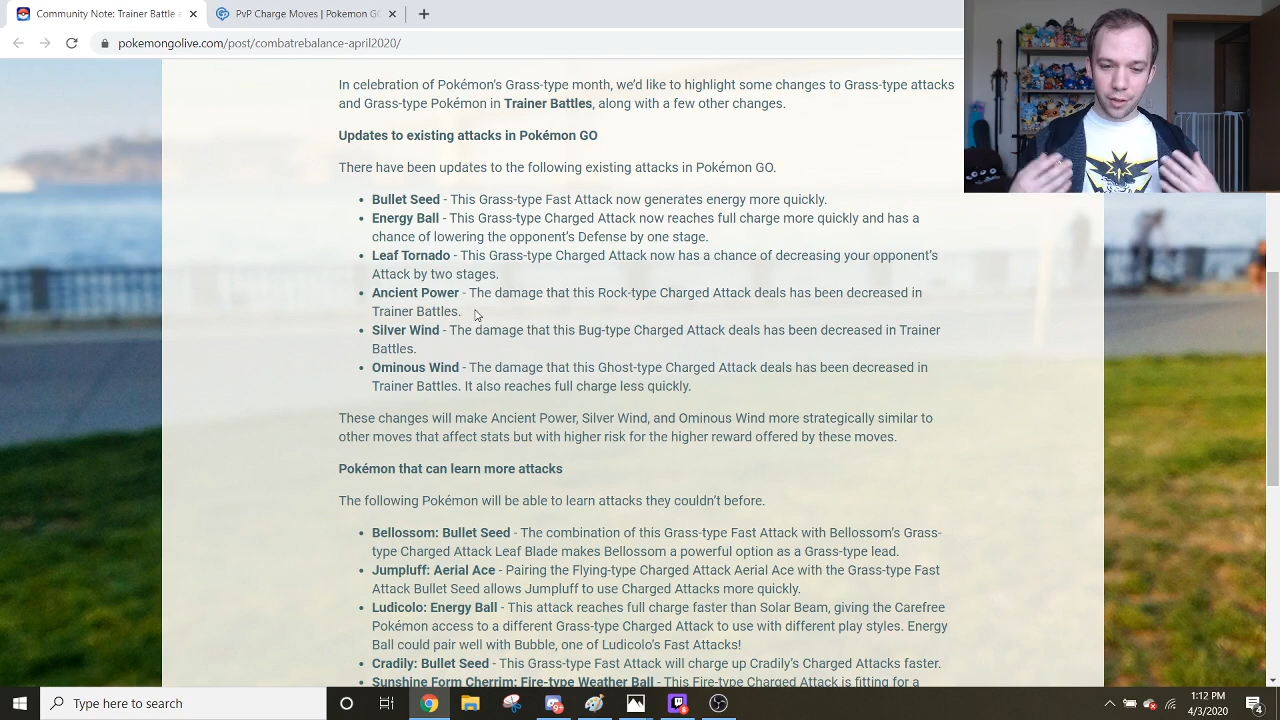 Community Molive.com/
PvP Charge Moves | GO
pokemongolive.com/post/combatrebalance-april2020/
In celebration of Pokémon's Grass-type month, we'd like to highlight some changes to Grass-type attacks
and Grass-type Pokémon in Trainer Battles, along with a few other changes.
Updates to existing attacks in Pokémon GO
There have been updates to the following existing attacks in Pokémon GO.
• Bullet Seed - This Grass-type Fast Attack now generates energy more quickly.
• Energy Ball - This Grass-type Charged Attack now reaches full charge more quickly and has a
chance of lowering the opponent's Defense by one stage.
• Leaf Tornado - This Grass-type Charged Attack now has a chance of decreasing your opponent's
Attack by two stages.
• Ancient Power - The damage that this Rock-type Charged Attack deals has been decreased in
Trainer Battles.
• Silver Wind - The damage that this Bug-type Charged Attack deals has been decreased in Trainer
Battles.
• Ominous Wind - The damage that this Ghost-type Charged Attack deals has been decreased in
Trainer Battles. It also reaches full charge less quickly.
These changes will make Ancient Power, Silver Wind, and Ominous Wind more strategically similar to
other moves that affect stats but with higher risk for the higher reward offered by these moves.
Pokémon that can learn more attacks
The following Pokémon will be able to learn attacks they couldn't before.
• Bellossom: Bullet Seed - The combination of this Grass-type Fast Attack with Bellossom's Grass-
type Charged Attack Leaf Blade makes Bellossom a powerful option as a Grass-type lead.
• Jumpluff: Aerial Ace - Pairing the Flying-type Charged Attack Aerial Ace with the Grass-type Fast
Attack Bullet Seed allows Jumpluff to use Charged Attacks more quickly.
• Ludicolo: Energy Ball - This attack reaches full charge faster than Solar Beam, giving the Carefree
Pokémon access to a different Grass-type Charged Attack to use with different play styles. Energy
Ball could pair well with Bubble, one of Ludicolo's Fast Attacks!
• Cradily: Bullet Seed - This Grass-type Fast Attack will charge up Cradily's Charged Attacks faster.
• Sunshine Form Cherrim: Fire-type Weather Ball - This Fire-type Charged Attack is fitting for a
Type here to search
1:12 PM
4/3/2020
4